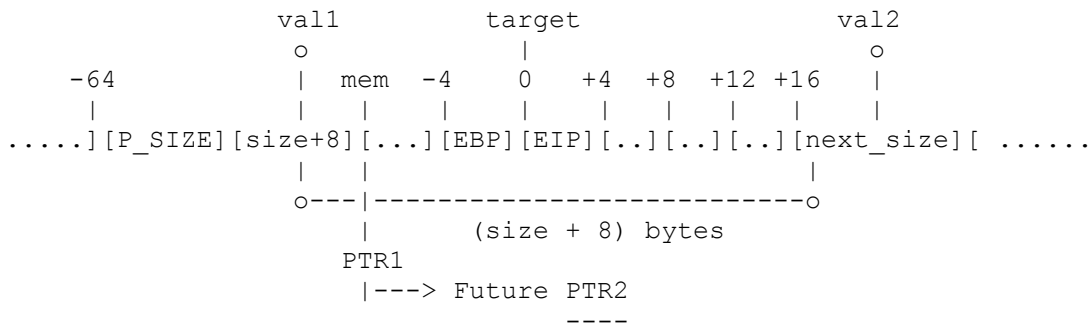 val1 target val2
o | o
-64 | mem -4 0 +4 +8 +12 +16 |
| | | | | | | | | |
.....][P_SIZE][size+8][...][EBP][EIP][..][..][..][next_size][ ......
| | |
o---|---------------------------o
| (size + 8) bytes
PTR1
|---> Future PTR2
----